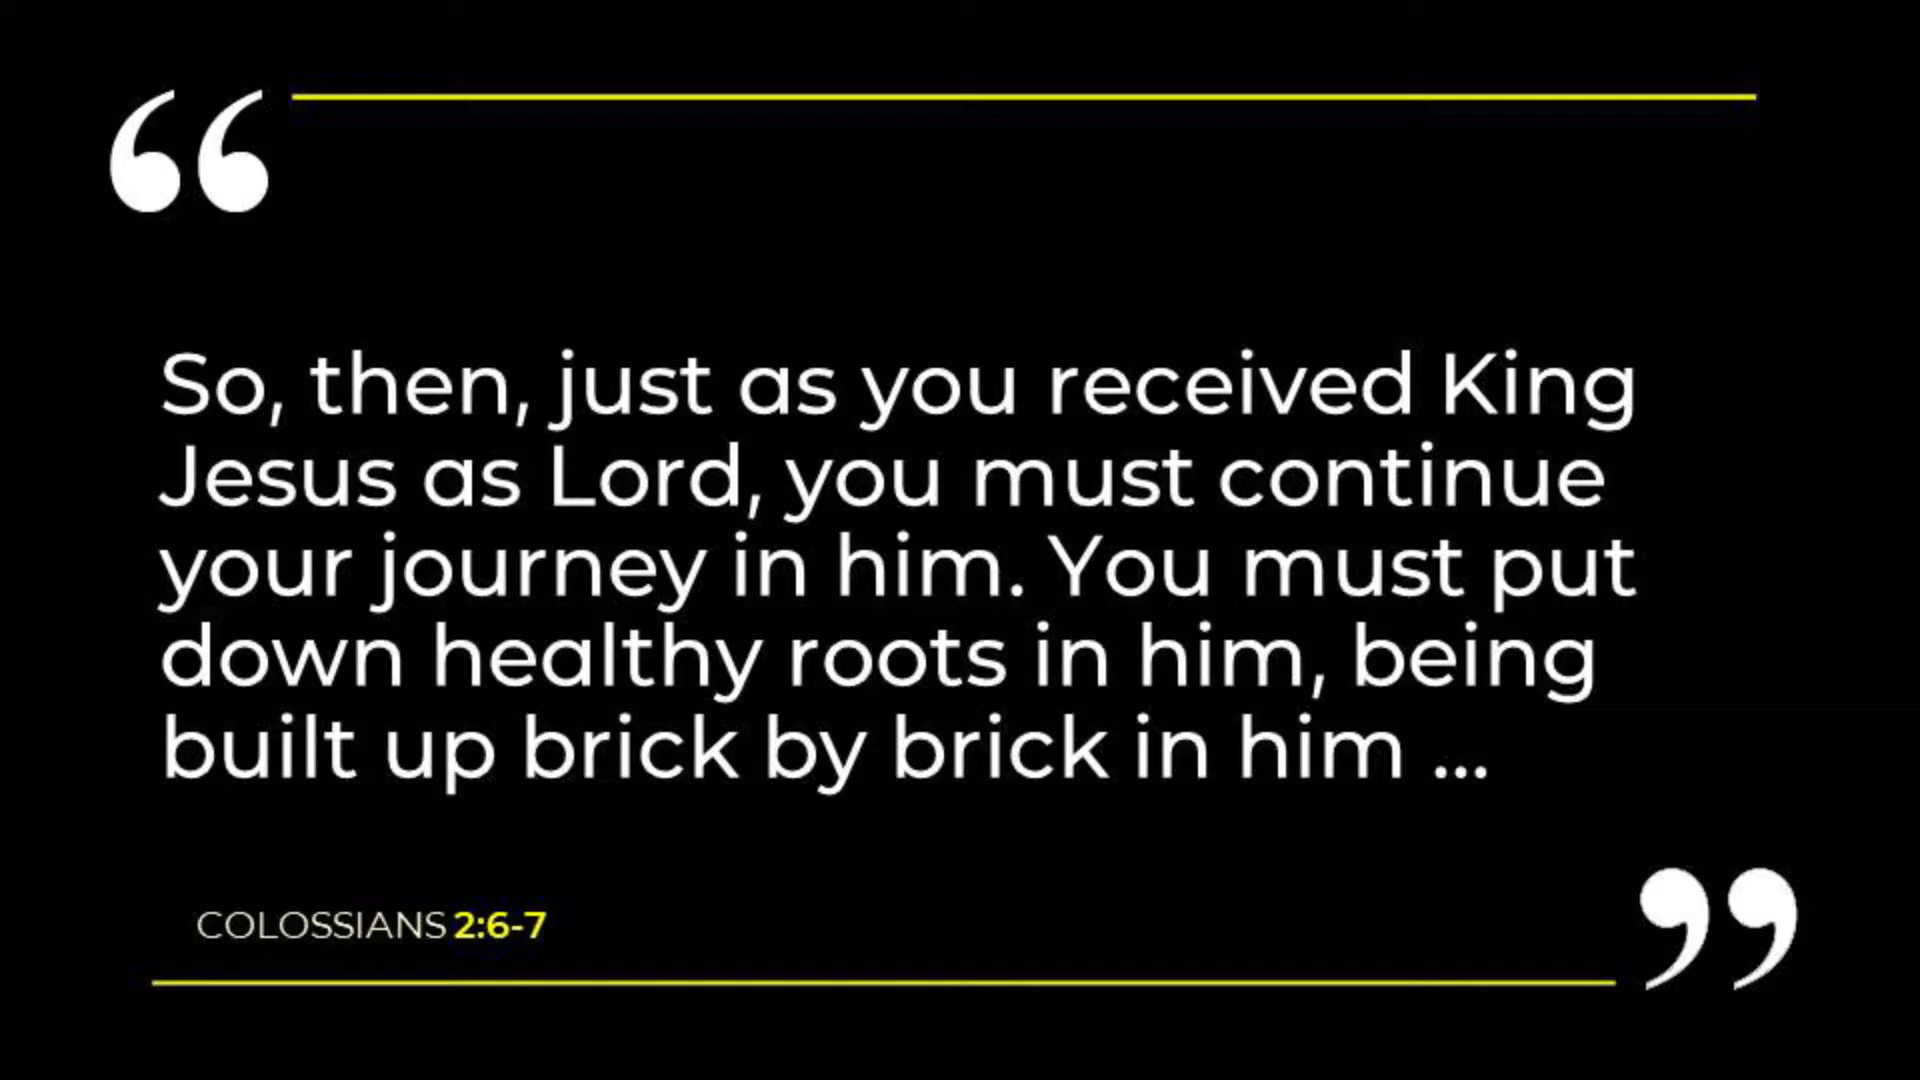 “
So, then, just as you received King
Jesus as Lord, you must continue
your journey in him. You must put
down healthy roots in him, being
built up brick by brick in him ...
COLOSSIANS 2:6-7
”